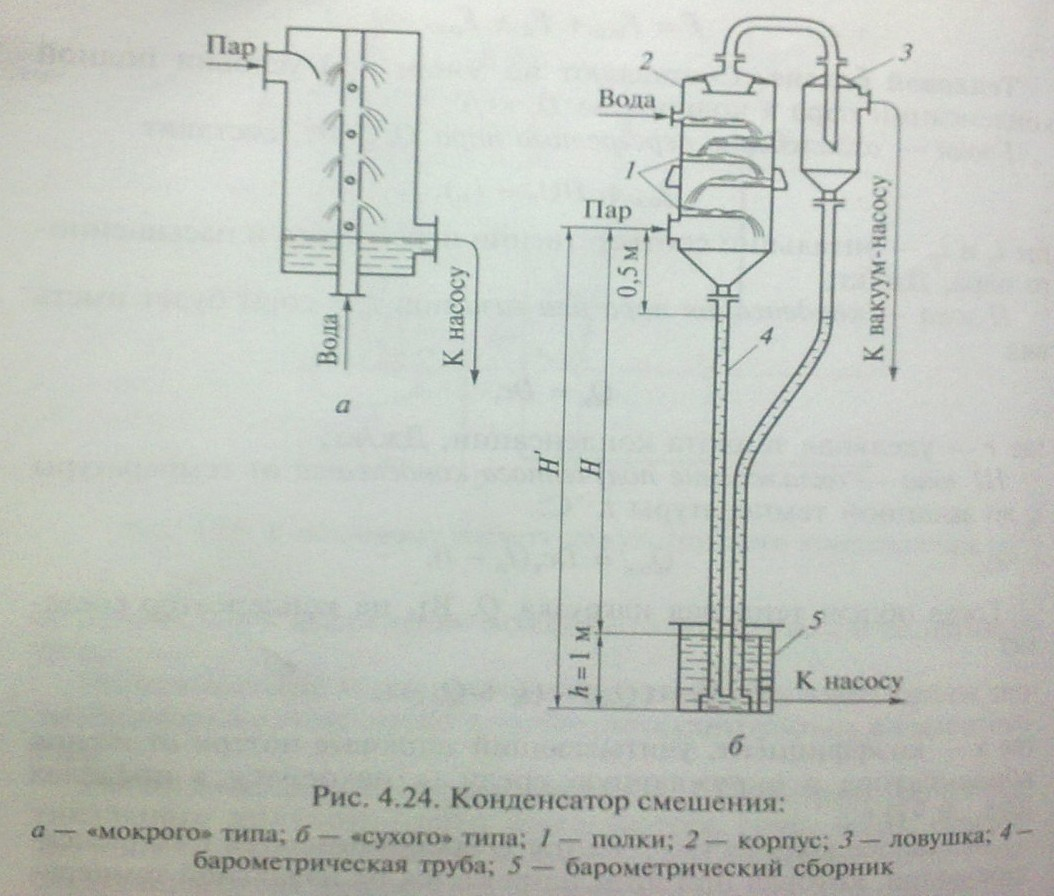 Пар
Вода
К насосу
а
2
3
Вода
1
Пар
0,5 м
К вакуум-насосу
4
H'
H
5
h = 1 м
К насосу
б
Рис. 4.24. Конденсатор смешения:
а — «мокрого» типа; б — «сухого» типа; 1 — полки; 2 — корпус; 3 — ловушка; 4 —
барометрическая труба; 5 — барометрический сборник